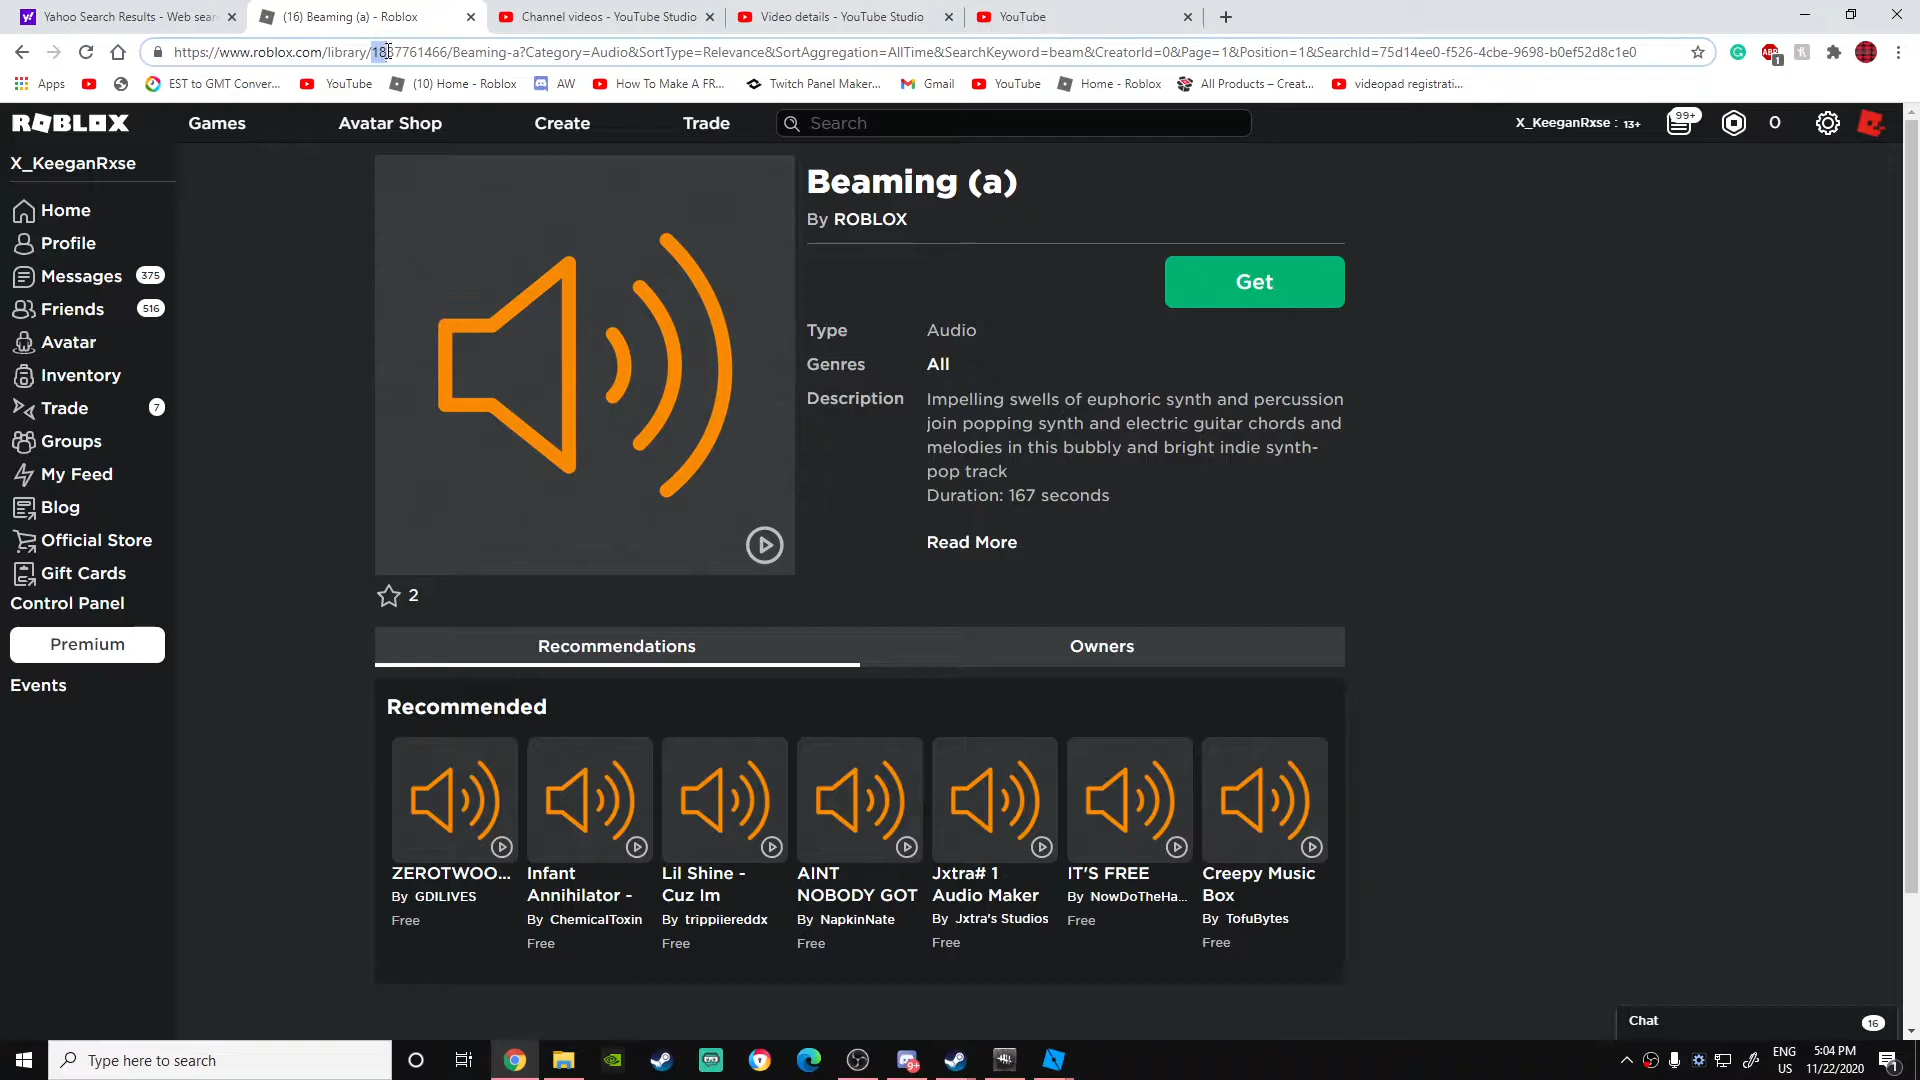 Yahoo Search Results - Web sear
(16) Beaming (a) - Roblox
Channel videos - YouTube Studio
Video details - YouTube Studio
YouTube
https://www.roblox.com/library/1837761466/Beaming-a?Category=Audio&SortType=Relevance&SortAggregation=AllTime&SearchKeyword=beam&CreatorId=0&Page=1&Position=1&SearchId=75d14ee0-f526-4cbe-9698-b0ef52d8c1e0
Apps
EST to GMT Conver...
YouTube
(10) Home - Roblox
AW
How To Make A FR...
Twitch Panel Maker...
Gmail
YouTube
Home - Roblox
All Products – Creat...
videopad registrati...
ROBLOX
Games
Avatar Shop
Create
Trade
Search
X_KeeganRxse : 13+
99+
0
X_KeeganRxse
Home
Profile
Messages 375
Friends 516
Avatar
Inventory
Trade 7
Groups
My Feed
Blog
Official Store
Gift Cards
Control Panel
Premium
Events
Beaming (a)
By ROBLOX
Get
Type Audio
Genres All
Description Impelling swells of euphoric synth and percussion
join popping synth and electric guitar chords and
melodies in this bubbly and bright indie synth-
pop track
Duration: 167 seconds
Read More
2
Recommendations
Owners
Recommended
ZEROTWOO...
By GDILIVES
Free
Infant
Annihilator -
By ChemicalToxin
Free
Lil Shine -
Cuz Im
By trippiiereddx
Free
AINT
NOBODY GOT
By NapkinNate
Free
Jxtra# 1
Audio Maker
By Jxtra's Studios
Free
IT'S FREE
By NowDoTheHa...
Free
Creepy Music
Box
By TofuBytes
Free
Chat 16
Type here to search
9+
ENG
US
5:04 PM
11/22/2020
1